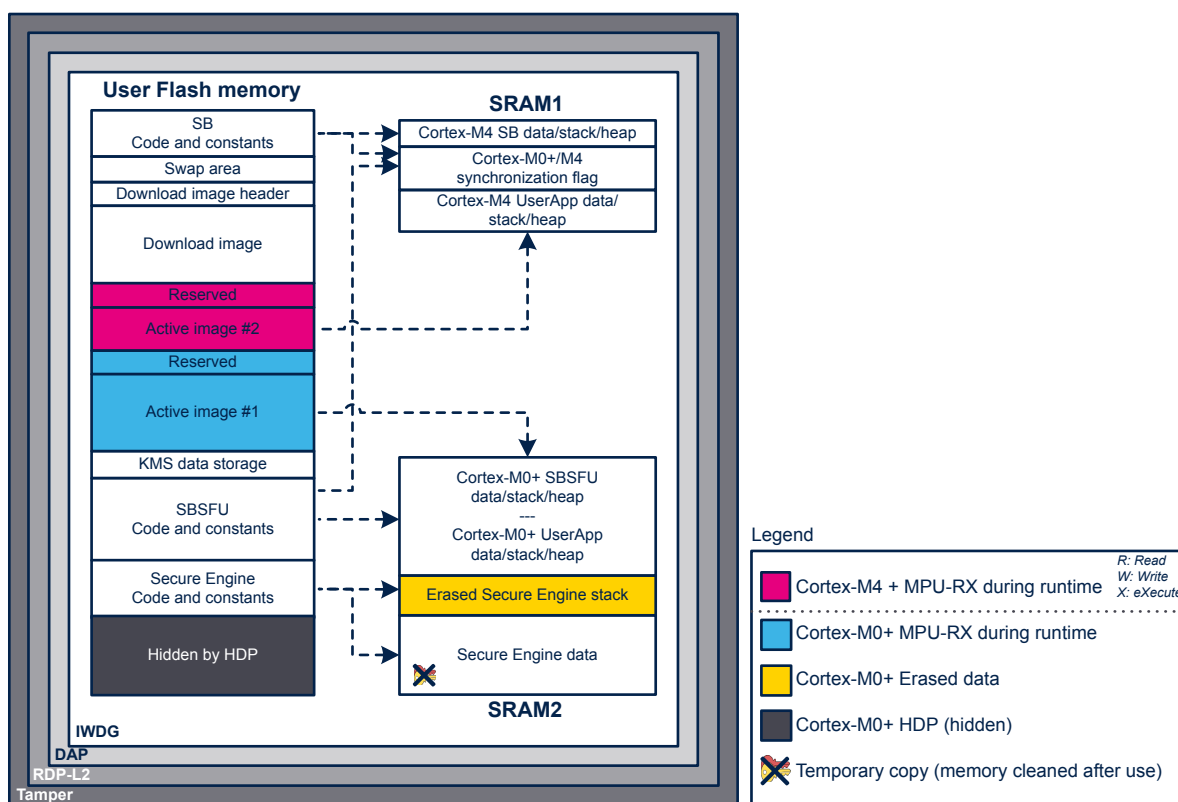 User Flash memory
SB
Code and constants
Swap area
Download image header
Download image
Reserved
Active image #2
Reserved
Active image #1
KMS data storage
SBSFU
Code and constants
Secure Engine
Code and constants
Hidden by HDP
SRAM1
Cortex-M4 SB data/stack/heap
Cortex-M0+/M4
synchronization flag
Cortex-M4 UserApp data/
stack/heap
Cortex-M0+ SBSFU
data/stack/heap
---
Cortex-M0+ UserApp
data/stack/heap
Erased Secure Engine stack
Secure Engine data
SRAM2
IWDG
DAP
RDP-L2
Tamper
Legend
R: Read
W: Write
X: eXecute
Cortex-M4 + MPU-RX during runtime
Cortex-M0+ MPU-RX during runtime
Cortex-M0+ Erased data
Cortex-M0+ HDP (hidden)
Temporary copy (memory cleaned after use)